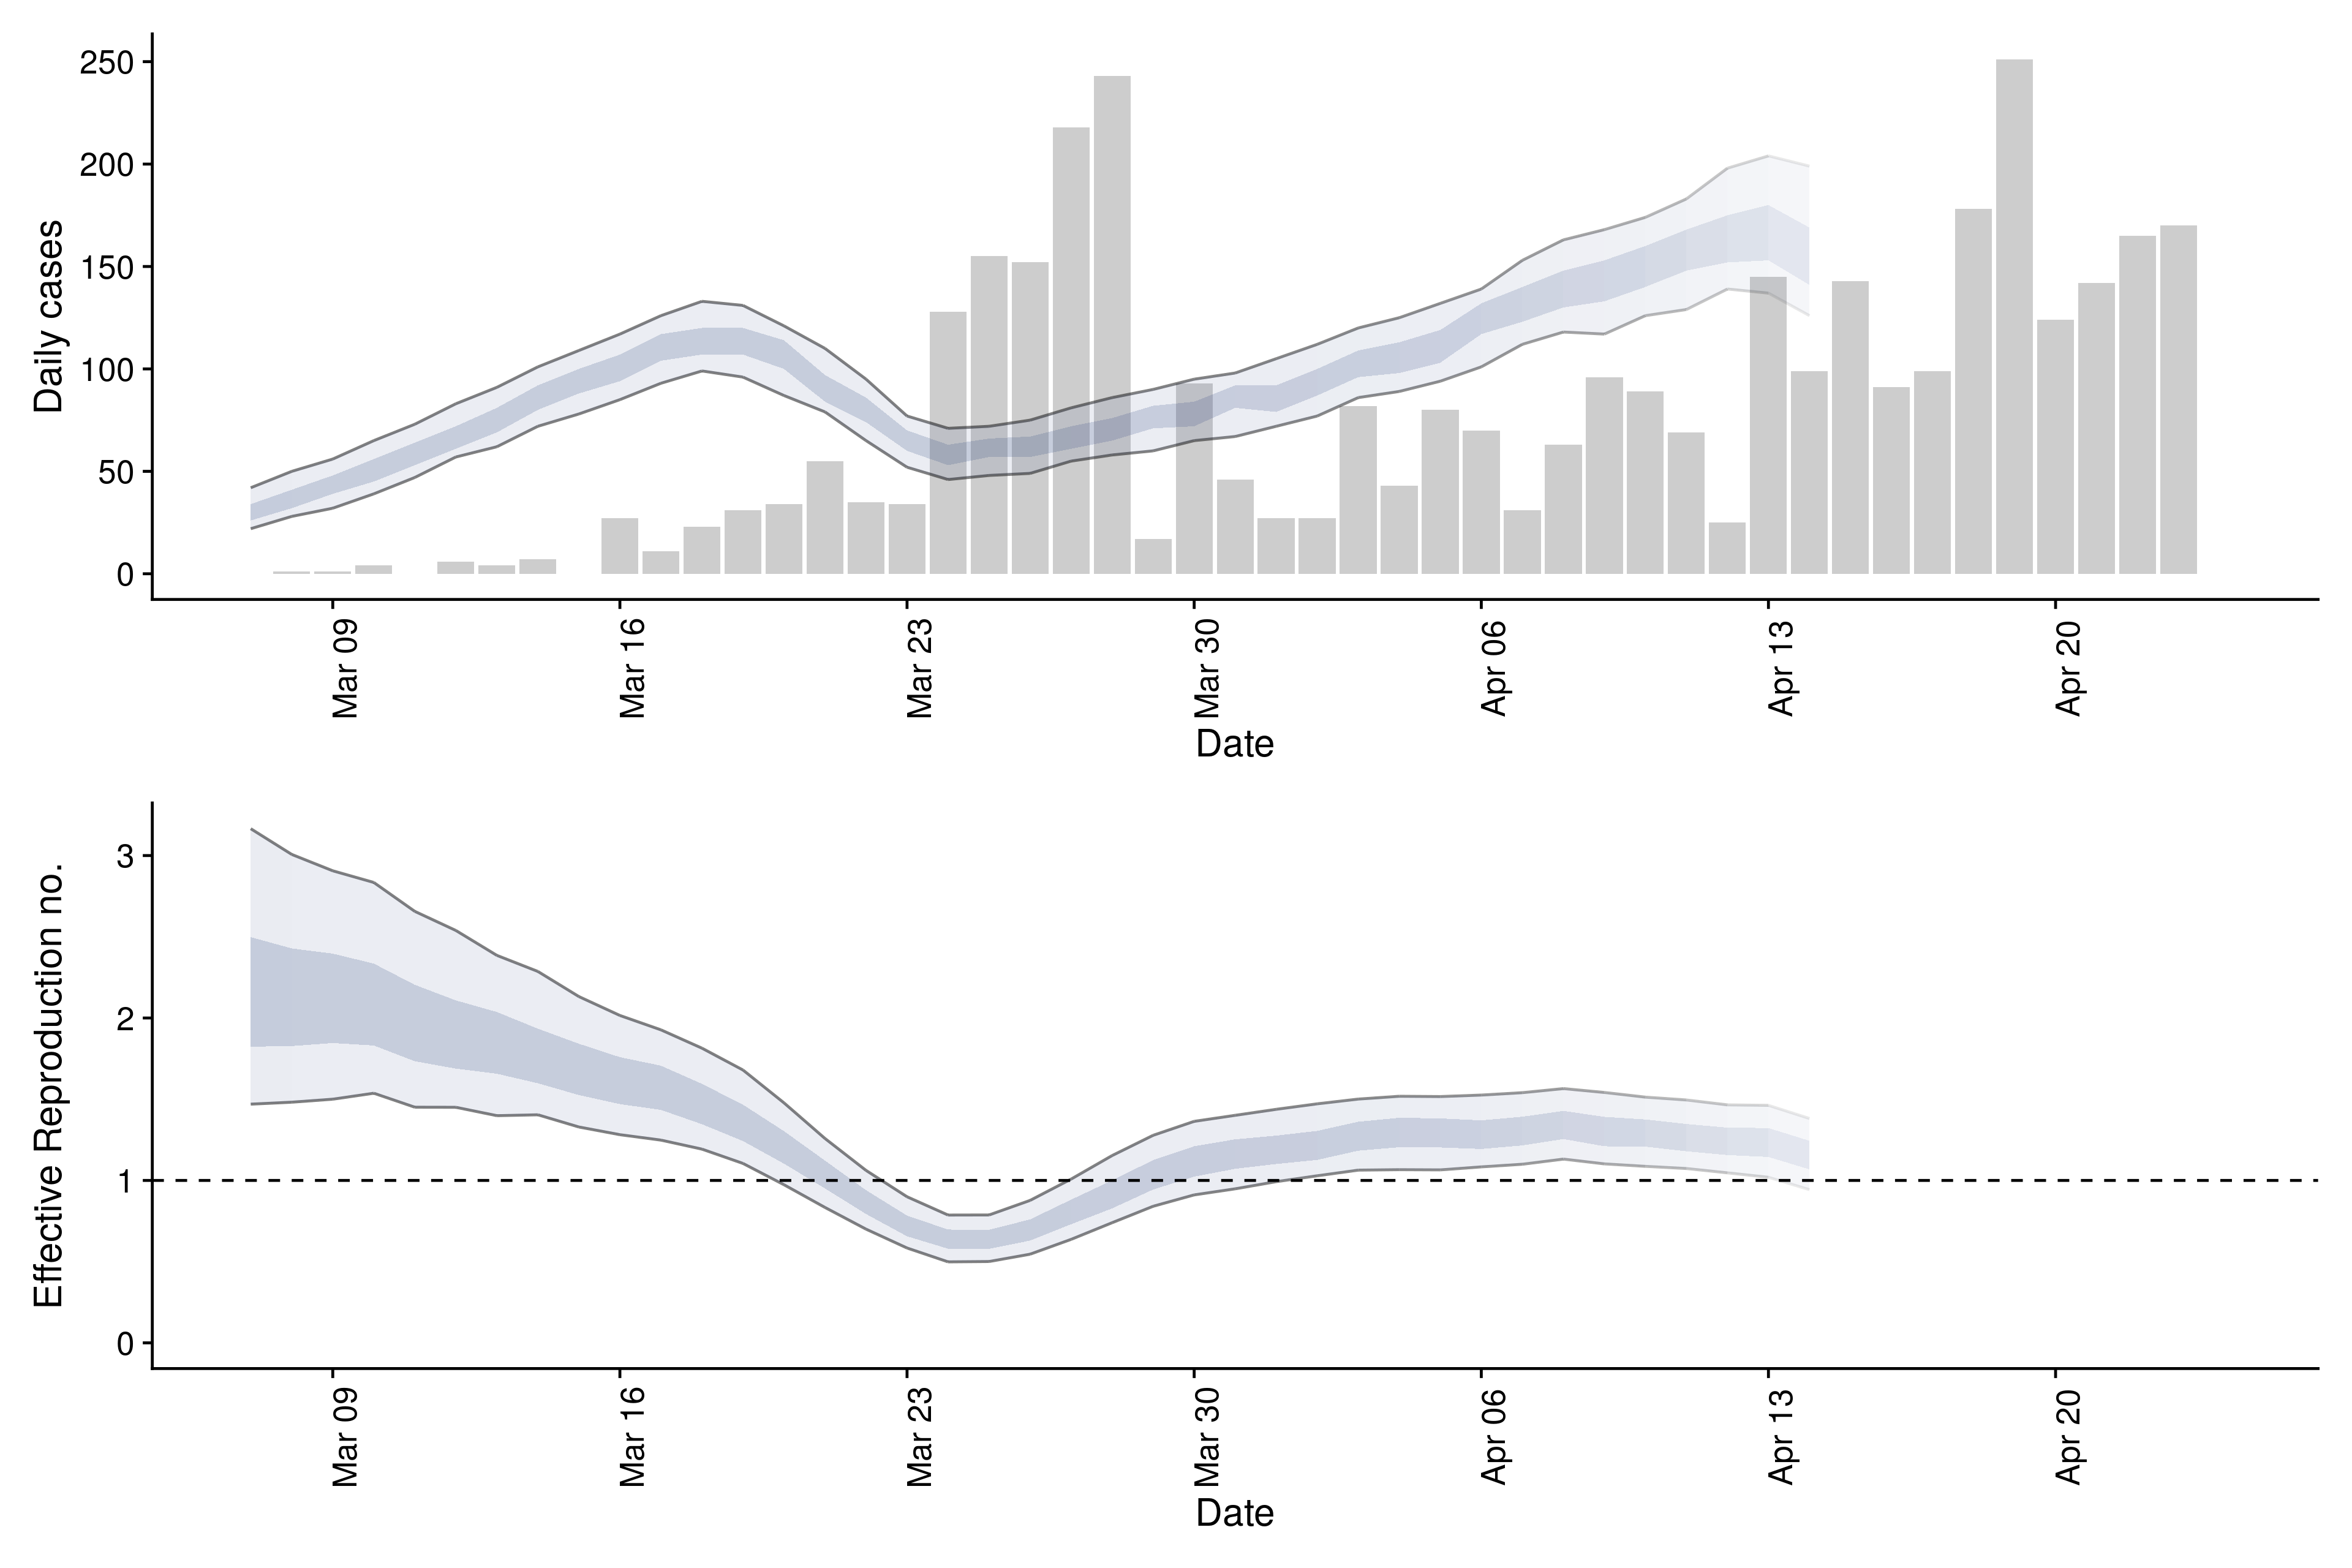 Daily cases
250
200
150
100
50
0
Mar 09
Mar 16
Mar 23
Mar 30
Apr 06
Apr 13
Apr 20
Date
Effective Reproduction no.
3
2
1
0
Mar 09
Mar 16
Mar 23
Mar 30
Apr 06
Apr 13
Apr 20
Date